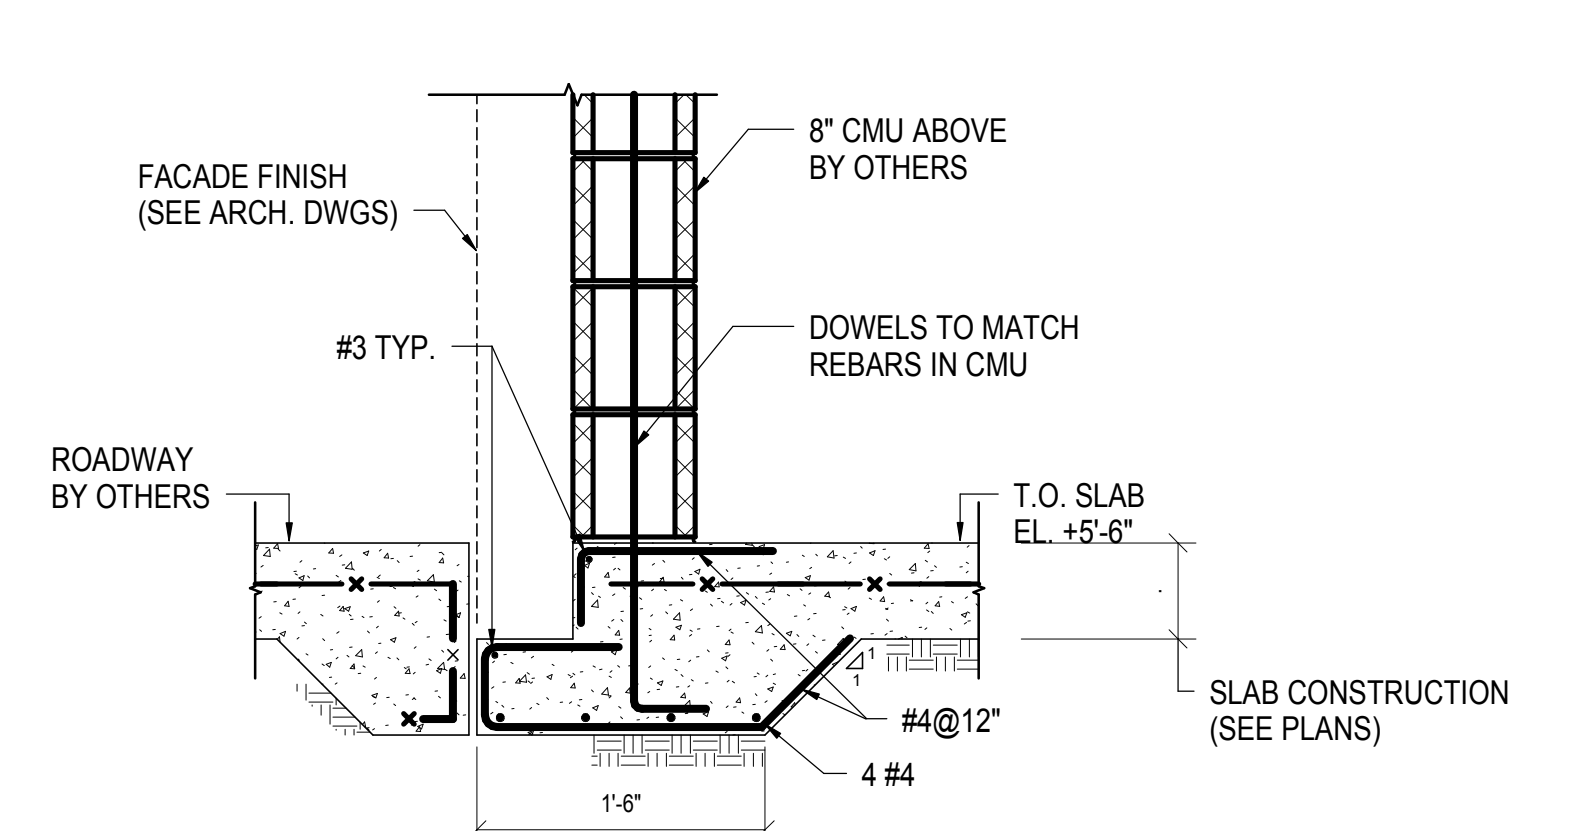 8" CMU ABOVE
BY OTHERS
FACADE FINISH
(SEE ARCH. DWGS)
DOWELS TO MATCH
REBARS IN CMU
#3 TYP.
ROADWAY
BY OTHERS
T.O. SLAB
EL. +5'-6"
1
1
SLAB CONSTRUCTION
(SEE PLANS)
#4@12"
4 #4
1'-6"